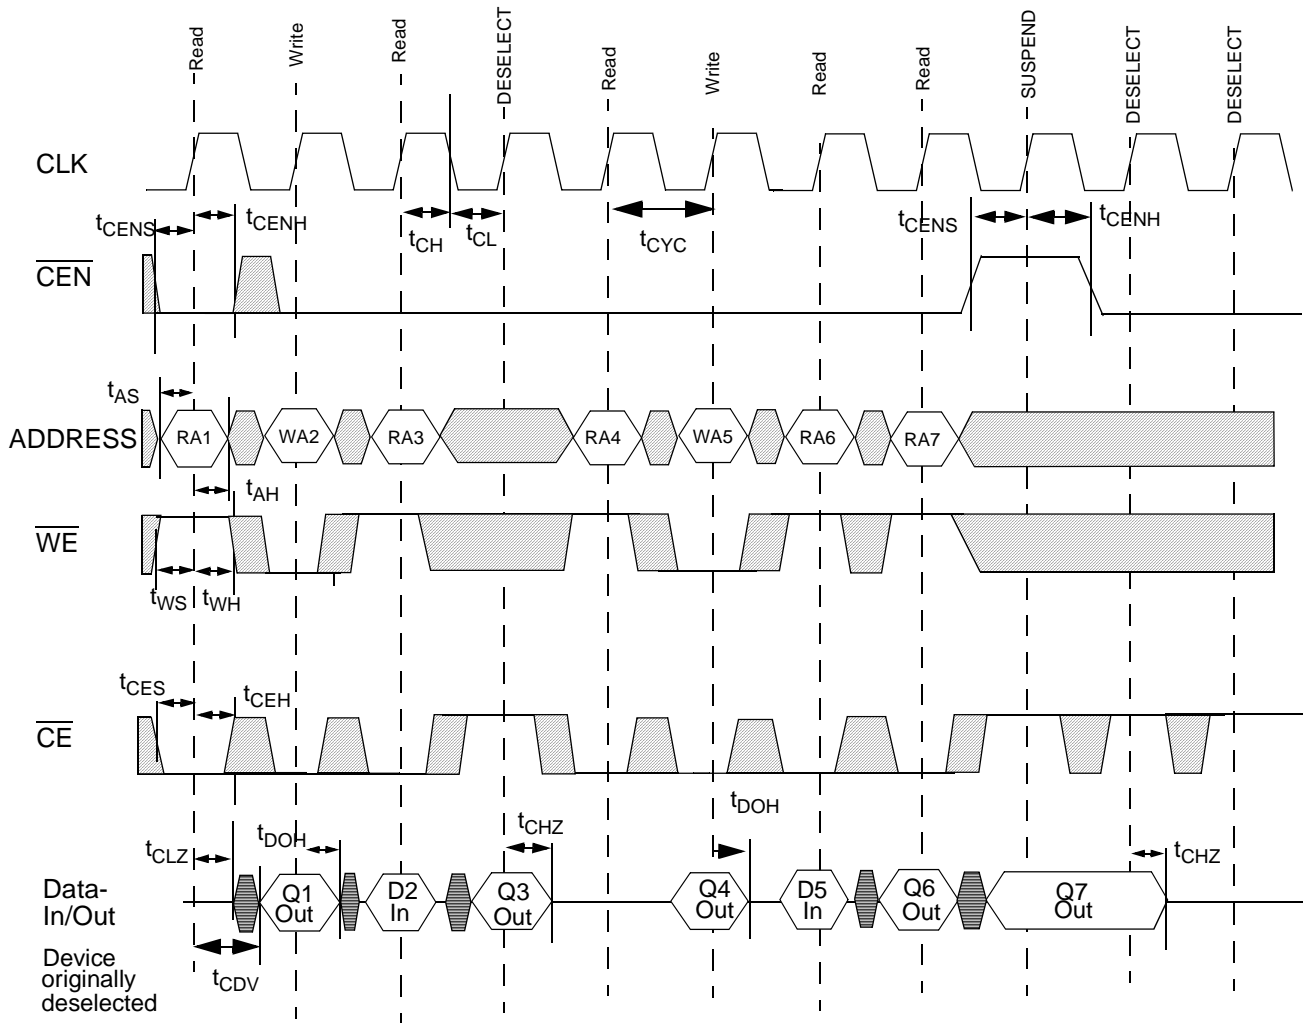 Read
Write
Read
DESELECT
Read
Write
Read
Read
SUSPEND
DESELECT
DESELECT
CLK
tCENS
tCENH
tCH
tCL
tCYC
tCENS
tCENH
CEN
tAS
ADDRESS
RA1
WA2
RA3
RA4
WA5
RA6
RA7
tAH
WE
tWS
tWH
tCES
tCEH
CE
tDOH
tCLZ
tDOH
tCHZ
tCHZ
Data-
In/Out
Q1
Out
D2
In
Q3
Out
Q4
Out
D5
In
Q6
Out
Q7
Out
tCDV
Device
originally
deselected